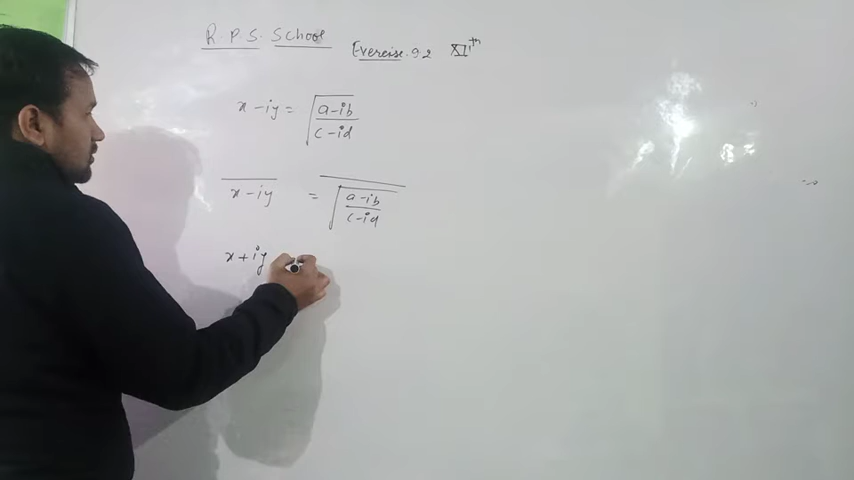 R.P.S. School
Exercise 9.2 XIth
x - iy = √(a-ib / c-id)
x - iy̅ = √(a-ib / c-id)̅
x + iy